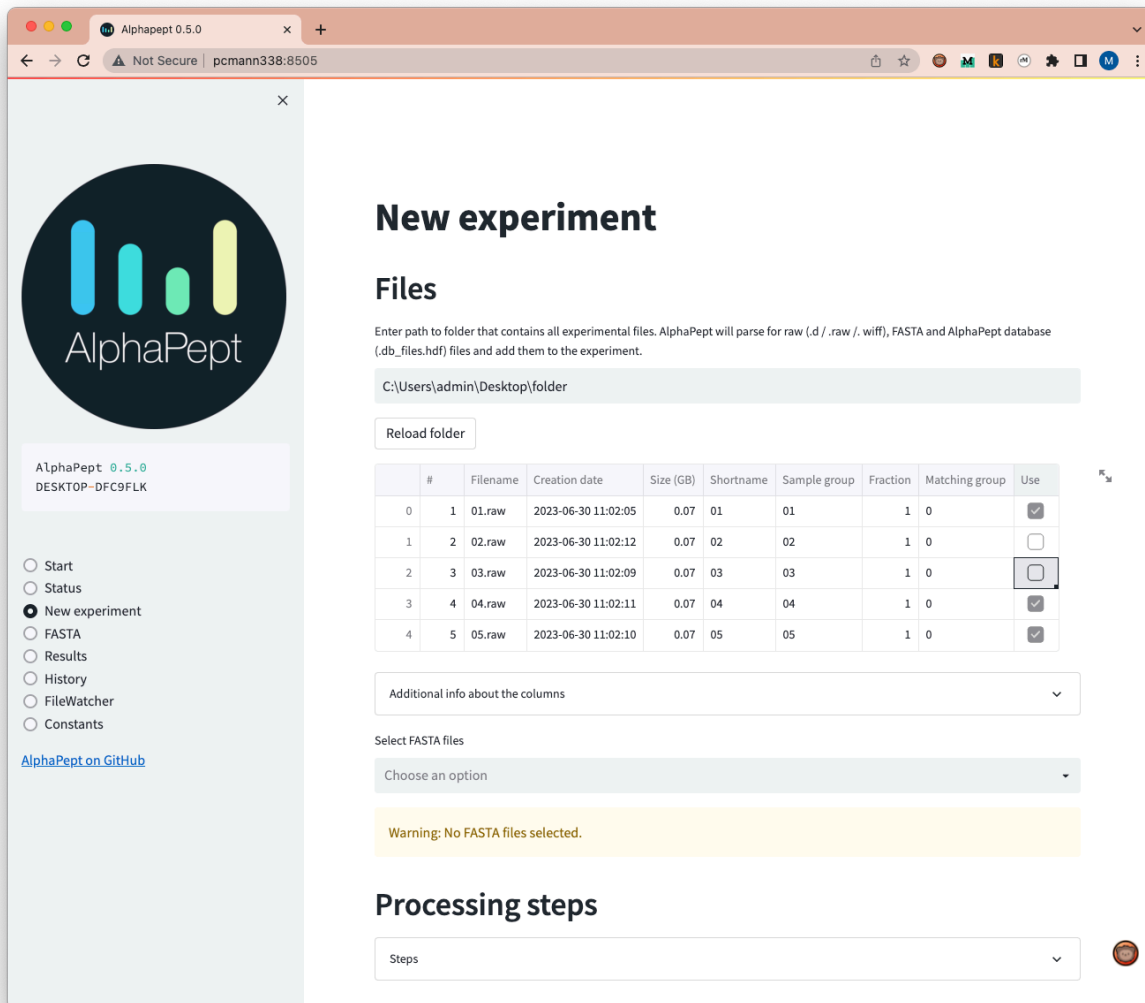 Alphapept 0.5.0
Not Secure pcmann338:8505
M k M M
AlphaPept
AlphaPept 0.5.0
DESKTOP-DFC9FLK
Start
Status
New experiment
FASTA
Results
History
FileWatcher
Constants
AlphaPept on GitHub
New experiment
Files
Enter path to folder that contains all experimental files. AlphaPept will parse for raw (.d / .raw /. wiff), FASTA and AlphaPept database
(.db_files.hdf) files and add them to the experiment.
C:\Users\admin\Desktop\folder
Reload folder
# Filename Creation date Size (GB) Shortname Sample group Fraction Matching group Use
0 1 01.raw 2023-06-30 11:02:05 0.07 01 01 1 0
1 2 02.raw 2023-06-30 11:02:12 0.07 02 02 1 0
2 3 03.raw 2023-06-30 11:02:09 0.07 03 03 1 0
3 4 04.raw 2023-06-30 11:02:11 0.07 04 04 1 0
4 5 05.raw 2023-06-30 11:02:10 0.07 05 05 1 0
Additional info about the columns
Select FASTA files
Choose an option
Warning: No FASTA files selected.
Processing steps
Steps